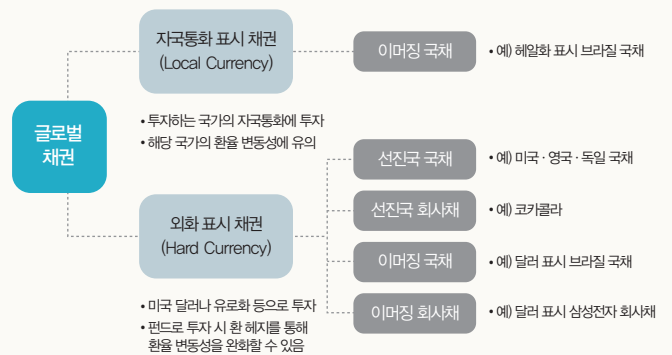 글로벌
채권
자국통화 표시 채권
(Local Currency)
• 투자하는 국가의 자국통화에 투자
• 해당 국가의 환율 변동성에 유의
이머징 국채
• 예) 헤알화 표시 브라질 국채
외화 표시 채권
(Hard Currency)
• 미국 달러나 유로화 등으로 투자
• 펀드로 투자 시 환 헤지를 통해
환율 변동성을 완화할 수 있음
선진국 국채
• 예) 미국 · 영국 · 독일 국채
선진국 회사채
• 예) 코카콜라
이머징 국채
• 예) 달러 표시 브라질 국채
이머징 회사채
• 예) 달러 표시 삼성전자 회사채